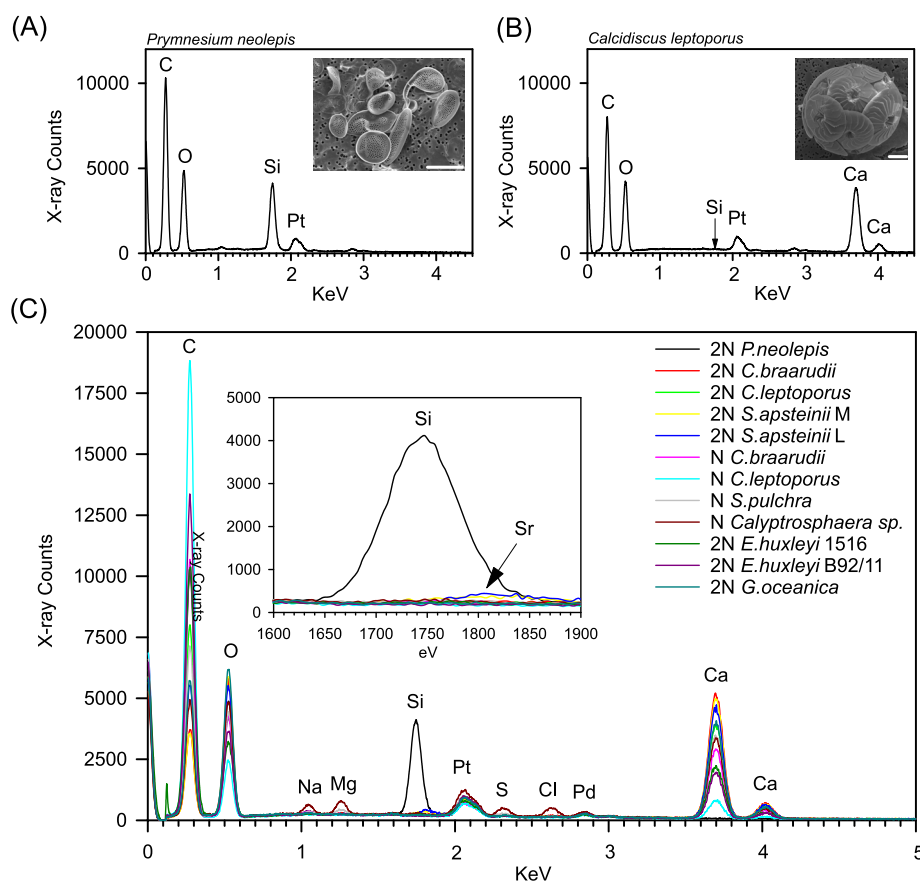 (A)
Prymnesium neolepis
10000
5000
0
X-ray Counts
C
O
Si
Pt
0 1 2 3 4
KeV
(B)
Calcidiscus leptoporus
10000
5000
0
X-ray Counts
C
O
Si
Pt
Ca
Ca
0 1 2 3 4
KeV
(C)
20000
17500
15000
12500
10000
7500
5000
2500
0
X-ray Counts
C
O
Na
Mg
Si
Pt
S
Cl
Pd
Ca
Ca
0 1 2 3 4 5
KeV
5000
4000
3000
2000
1000
0
X-ray Counts
Si
Sr
1600 1650 1700 1750 1800 1850 1900
eV
2N P.neolepis
2N C.braarudii
2N C.leptoporus
2N S.apsteinii M
2N S.apsteinii L
N C.braarudii
N C.leptoporus
N S.pulchra
N Calyptrosphaera sp.
2N E.huxleyi 1516
2N E.huxleyi B92/11
2N G.oceanica